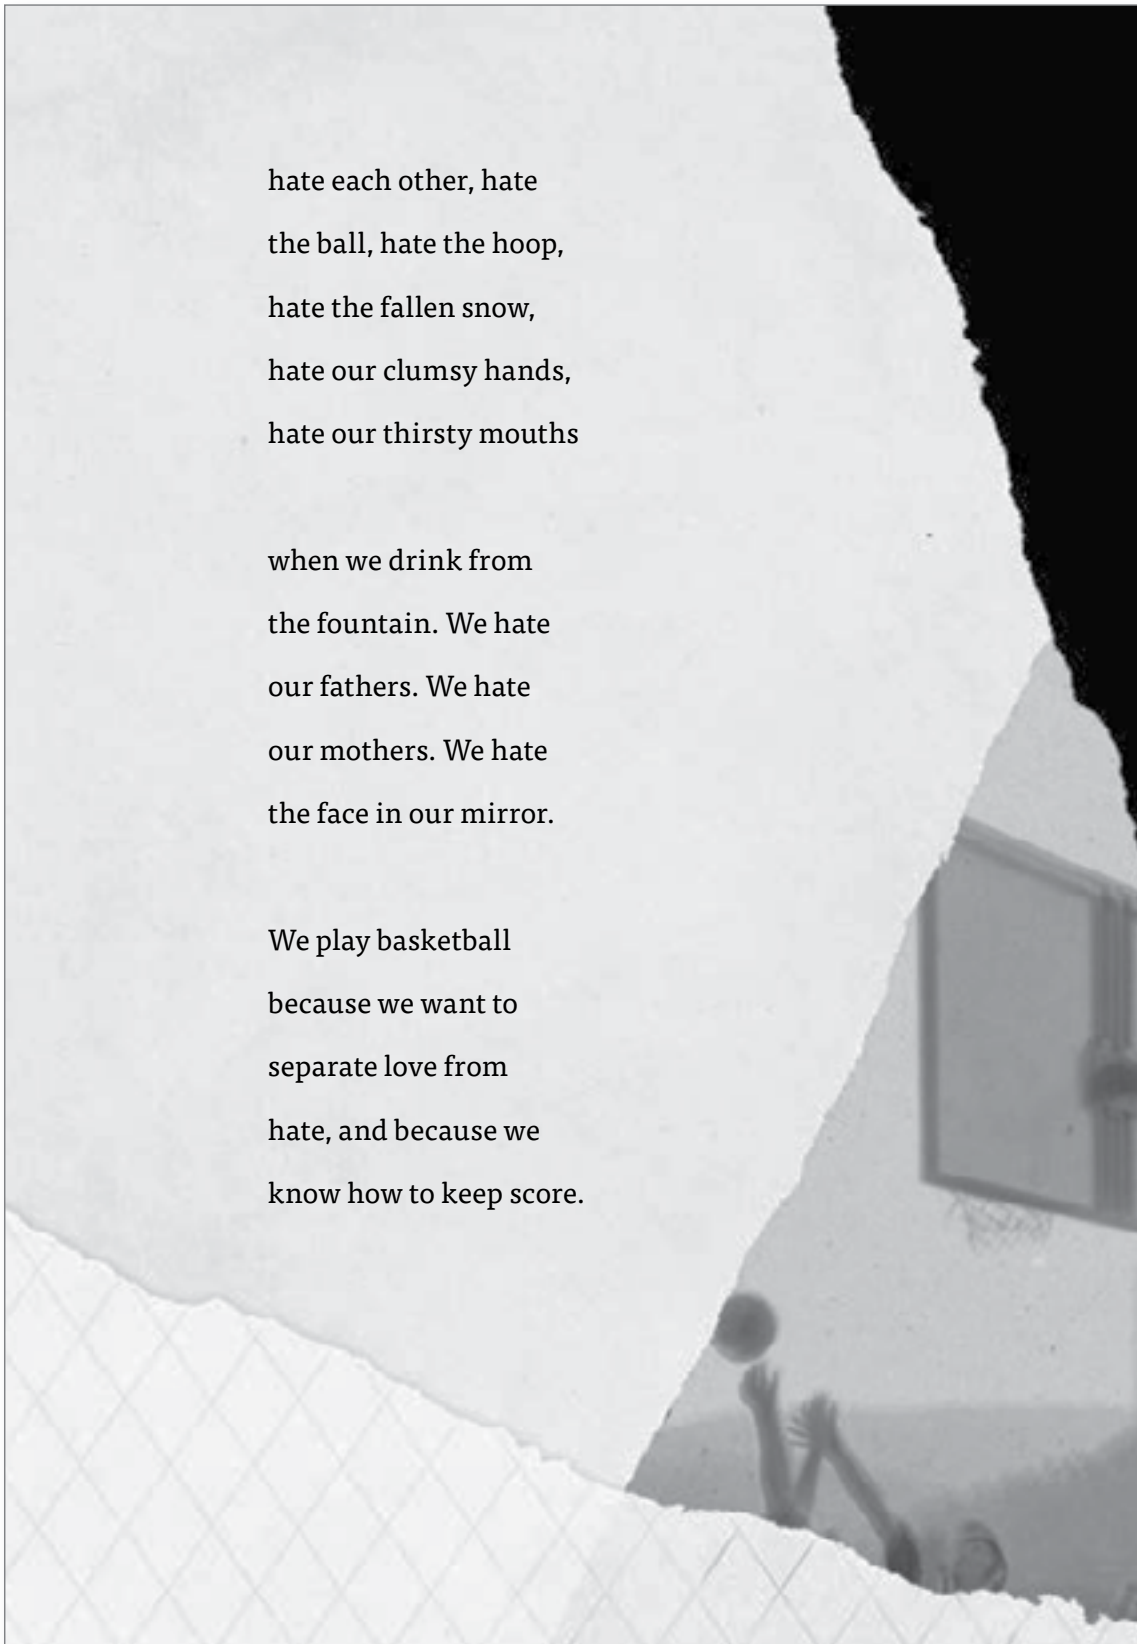 hate each other, hate
the ball, hate the hoop,
hate the fallen snow,
hate our clumsy hands,
hate our thirsty mouths
when we drink from
the fountain. We hate
our fathers. We hate
our mothers. We hate
the face in our mirror.
We play basketball
because we want to
separate love from
hate, and because we
know how to keep score.